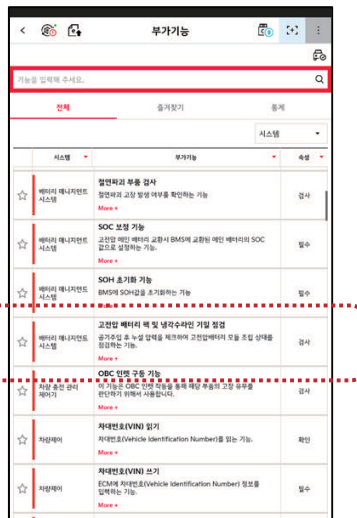 부가기능
기능을 입력해 주세요.
전체 즐겨찾기 통계
시스템
시스템 부가기능 속성
절연파괴 부품 검사
배터리 매니지먼트 시스템
절연파괴 고장 발생 여부를 확인하는 기능
검사
More +
SOC 보정 기능
배터리 매니지먼트 시스템
고전압 메인 배터리 교환시 BMS에 교환된 메인 배터리의 SOC
값으로 설정하는 기능.
필수
More +
SOH 초기화 기능
배터리 매니지먼트 시스템
BMS에 SOH값을 초기화하는 기능
필수
고전압 배터리 팩 및 냉각수라인 기밀 점검
배터리 매니지먼트 시스템
공기주입 후 누설 압력을 체크하여 고전압배터리 모듈 조립 상태를
점검하는 기능.
검사
More +
OBC 인렛 구동 기능
차량 충전 관리 제어기
이 기능은 OBC 인렛 작동을 통해 해당 부품의 고장 유무를
판단하기 위해서 사용합니다.
검사
More +
차대번호(VIN) 읽기
차량제어
차대번호(Vehicle Identification Number)를 읽는 기능.
확인
More +
차대번호(VIN) 쓰기
차량제어
ECM에 차대번호(Vehicle Identification Number) 정보를
입력하는 기능.
필수
More +